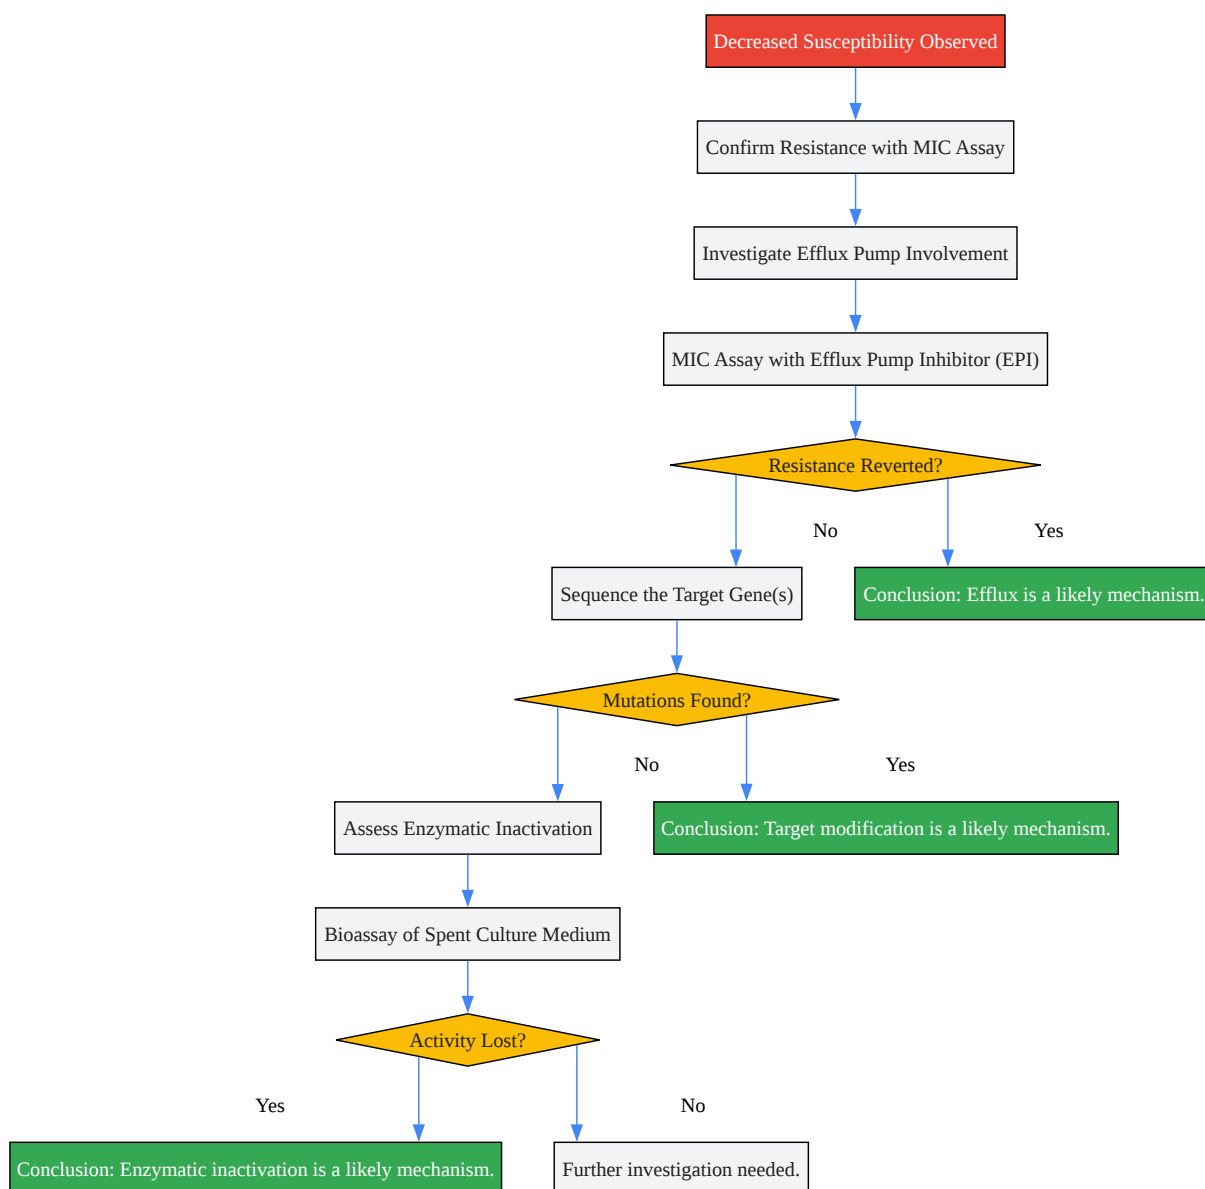 Decreased Susceptibility Observed
Confirm Resistance with MIC Assay
Investigate Efflux Pump Involvement
MIC Assay with Efflux Pump Inhibitor (EPI)
Resistance Reverted?
No
Yes
Sequence the Target Gene(s)
Conclusion: Efflux is a likely mechanism.
Mutations Found?
No
Yes
Assess Enzymatic Inactivation
Conclusion: Target modification is a likely mechanism.
Bioassay of Spent Culture Medium
Activity Lost?
Yes
No
Conclusion: Enzymatic inactivation is a likely mechanism.
Further investigation needed.